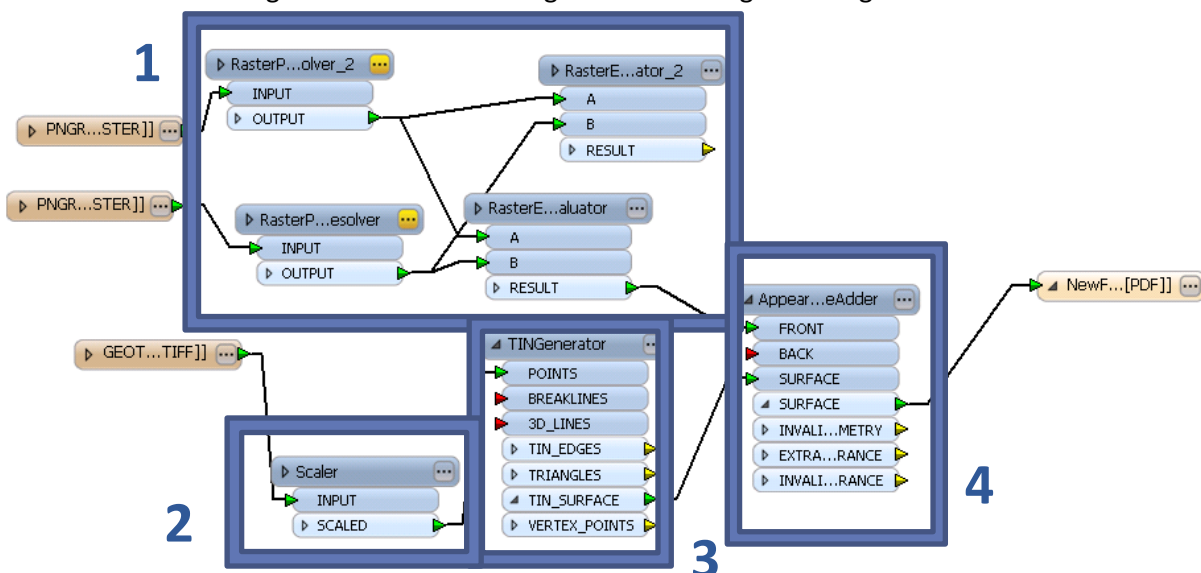 1
RasterP...olver_2
INPUT
OUTPUT
RasterE...ator_2
A
B
RESULT
PNGR...STER]]
PNGR...STER]]
RasterP...esolver
INPUT
OUTPUT
RasterE...aluator
A
B
RESULT
GEOT...TIFF]]
2
Scaler
INPUT
SCALED
TINGenerator
POINTS
BREAKLINES
3D_LINES
TIN_EDGES
TRIANGLES
TIN_SURFACE
VERTEX_POINTS
3
Appear...eAdder
FRONT
BACK
SURFACE
SURFACE
INVALI...METRY
EXTRA...RANCE
INVALI...RANCE
4
NewF...[PDF]]